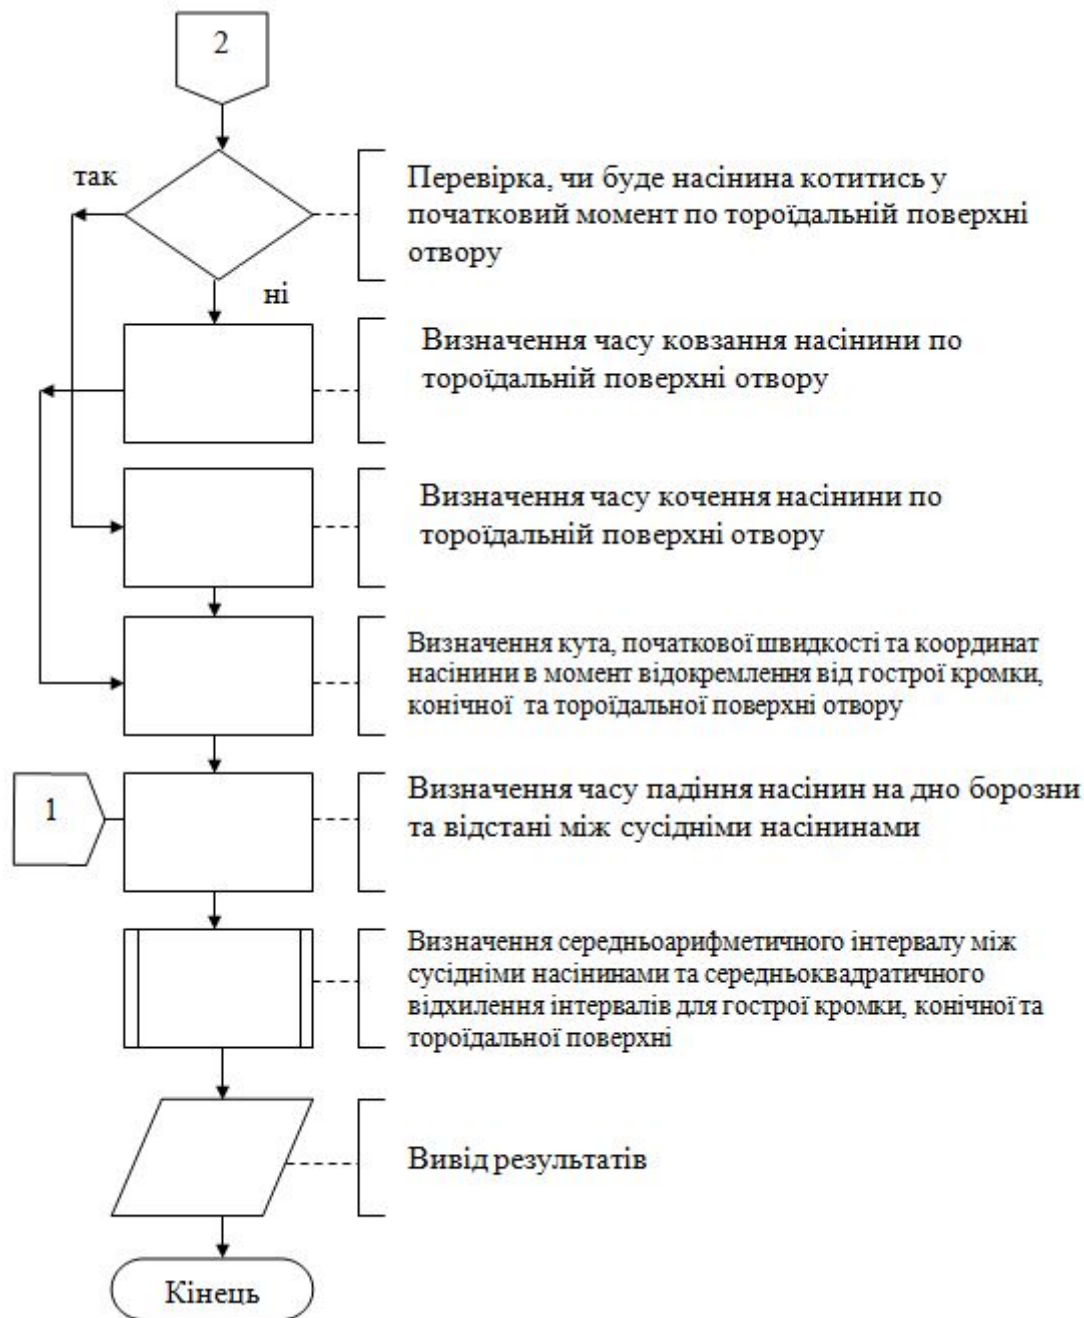 2
так
Перевірка, чи буде насінина котитись у
початковий момент по тороїдальній поверхні
отвору
ні
Визначення часу ковзання насінини по
тороїдальній поверхні отвору
Визначення часу кочення насінини по
тороїдальній поверхні отвору
Визначення кута, початкової швидкості та координат
насінини в момент відокремлення від гострої кромки,
конічної та тороїдальної поверхні отвору
1
Визначення часу падіння насінин на дно борозни
та відстані між сусідніми насінинами
Визначення середньоарифметичного інтервалу між
сусідніми насінинами та середньоквадратичного
відхилення інтервалів для гострої кромки, конічної та
тороїдальної поверхні
Вивід результатів
Кінець